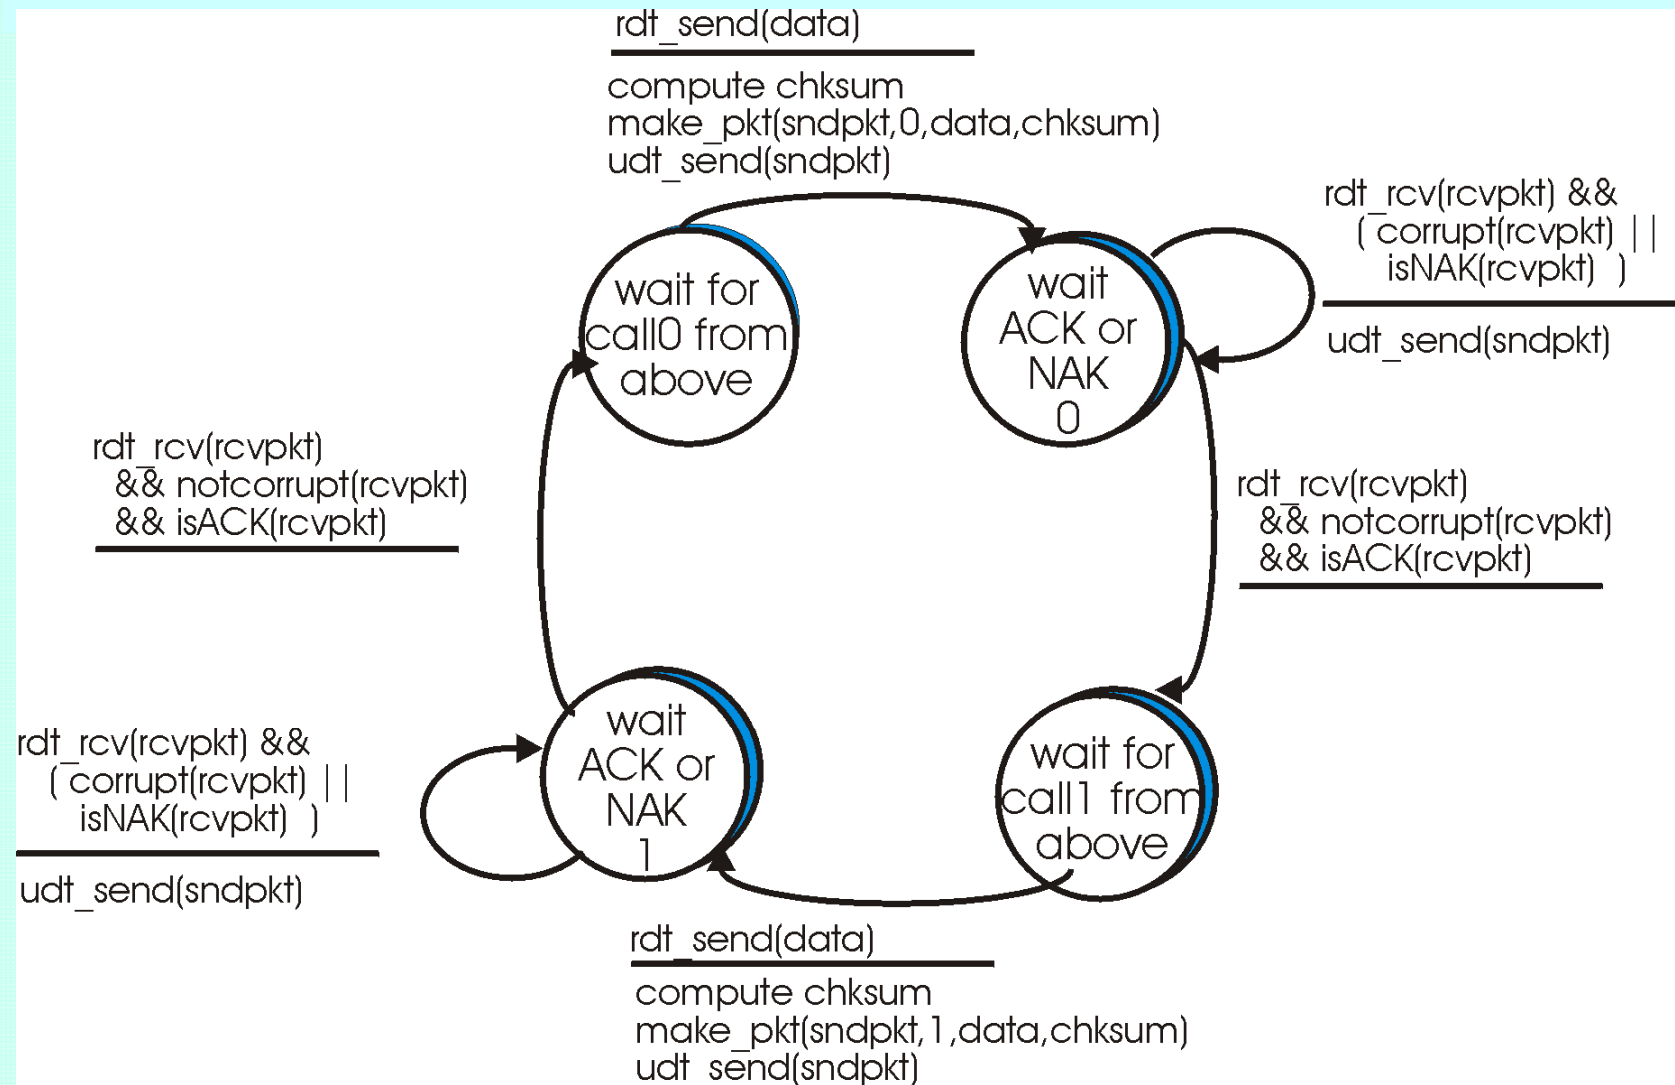 rdt_send(data)
compute chksum
make_pkt(sndpkt,0,data,chksum)
udt_send(sndpkt)
rdt_rcv(rcvpkt) &&
( corrupt(rcvpkt) ||
isNAK(rcvpkt) )
udt_send(sndpkt)
wait for
call0 from
above
wait
ACK or
NAK
0
rdt_rcv(rcvpkt)
&& notcorrupt(rcvpkt)
&& isACK(rcvpkt)
rdt_rcv(rcvpkt)
&& notcorrupt(rcvpkt)
&& isACK(rcvpkt)
rdt_rcv(rcvpkt) &&
( corrupt(rcvpkt) ||
isNAK(rcvpkt) )
udt_send(sndpkt)
wait
ACK or
NAK
1
wait for
call1 from
above
rdt_send(data)
compute chksum
make_pkt(sndpkt,1,data,chksum)
udt_send(sndpkt)